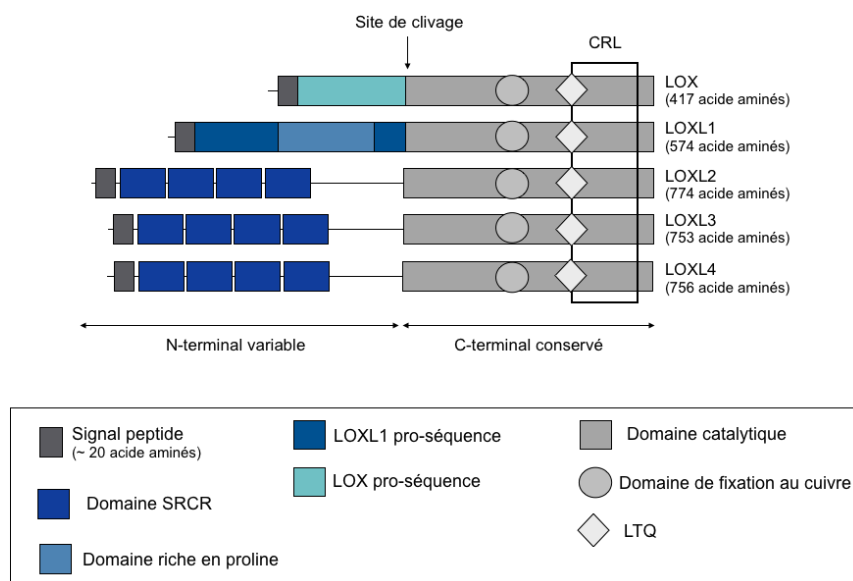 Site de clivage
CRL
LOX
(417 acide aminés)
LOXL1
(574 acide aminés)
LOXL2
(774 acide aminés)
LOXL3
(753 acide aminés)
LOXL4
(756 acide aminés)
N-terminal variable
C-terminal conservé
Signal peptide
(~ 20 acide aminés)
Domaine SRCR
Domaine riche en proline
LOXL1 pro-séquence
LOX pro-séquence
Domaine catalytique
Domaine de fixation au cuivre
LTQ